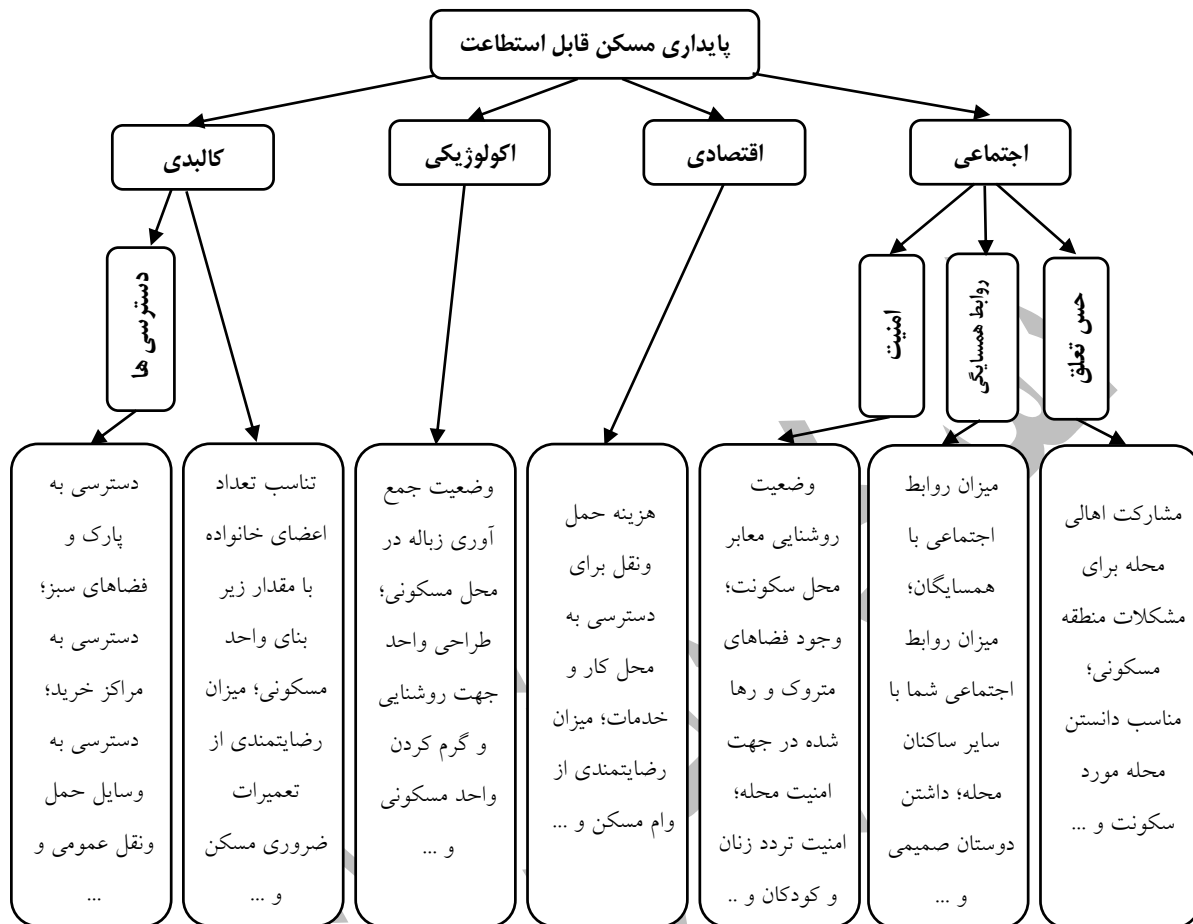 پایداری مسکن قابل استطاعت
اجتماعی
اقتصادی
اکولوژیکی
کالبدی
حس تعلق
روابط همسایگی
امنیت
دسترسی ها
مشارکت اهالی
محله برای
مشکلات منطقه
مسکونی؛
مناسب دانستن
محله مورد
سکونت و ...
میزان روابط
اجتماعی با
همسایگان؛
میزان روابط
اجتماعی شما با
سایر ساکنان
محله؛ داشتن
دوستان صمیمی
و ...
وضعیت
روشنایی معابر
محل سکونت؛
وجود فضاهای
متروک و رها
شده در جهت
امنیت محله؛
امنیت تردد زنان
و کودکان و ..
هزینه حمل
ونقل برای
دسترسی به
محل کار و
خدمات؛ میزان
رضایتمندی از
وام مسکن و ...
وضعیت جمع
آوری زباله در
محل مسکونی؛
طراحی واحد
جهت روشنایی
و گرم کردن
واحد مسکونی
و ...
تناسب تعداد
اعضای خانواده
با مقدار زیر
بنای واحد
مسکونی؛ میزان
رضایتمندی از
تعمیرات
ضروری مسکن
و ...
دسترسی به
پارک و
فضاهای سبز؛
دسترسی به
مراکز خرید؛
دسترسی به
وسایل حمل
ونقل عمومی و
...